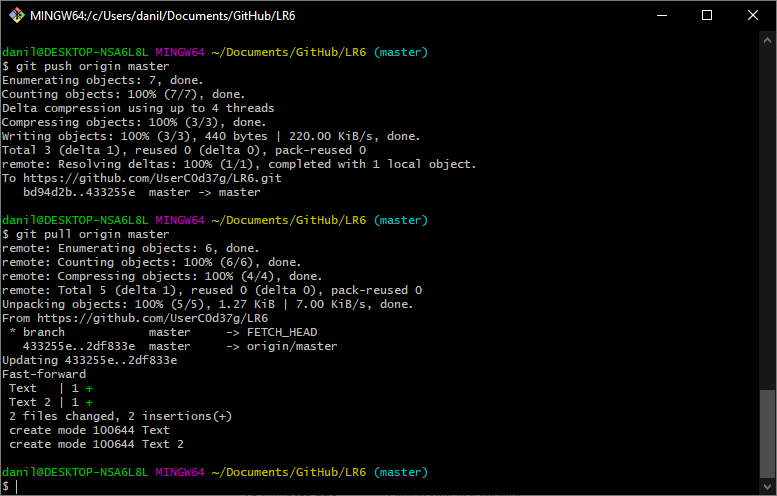 MINGW64:/c/Users/danil/Documents/GitHub/LR6
danil@DESKTOP-NSA6L8L MINGW64 ~/Documents/GitHub/LR6 (master)
$ git push origin master
Enumerating objects: 7, done.
Counting objects: 100% (7/7), done.
Delta compression using up to 4 threads
Compressing objects: 100% (3/3), done.
Writing objects: 100% (3/3), 440 bytes | 220.00 KiB/s, done.
Total 3 (delta 1), reused 0 (delta 0), pack-reused 0
remote: Resolving deltas: 100% (1/1), completed with 1 local object.
To https://github.com/UserC0d37g/LR6.git
   bd94d2b..433255e  master -> master
danil@DESKTOP-NSA6L8L MINGW64 ~/Documents/GitHub/LR6 (master)
$ git pull origin master
remote: Enumerating objects: 6, done.
remote: Counting objects: 100% (6/6), done.
remote: Compressing objects: 100% (4/4), done.
remote: Total 5 (delta 1), reused 0 (delta 0), pack-reused 0
Unpacking objects: 100% (5/5), 1.27 KiB | 7.00 KiB/s, done.
From https://github.com/UserC0d37g/LR6
 * branch            master     -> FETCH_HEAD
   433255e..2df833e  master     -> origin/master
Updating 433255e..2df833e
Fast-forward
 Text   | 1 +
 Text 2 | 1 +
 2 files changed, 2 insertions(+)
 create mode 100644 Text
 create mode 100644 Text 2
danil@DESKTOP-NSA6L8L MINGW64 ~/Documents/GitHub/LR6 (master)
$